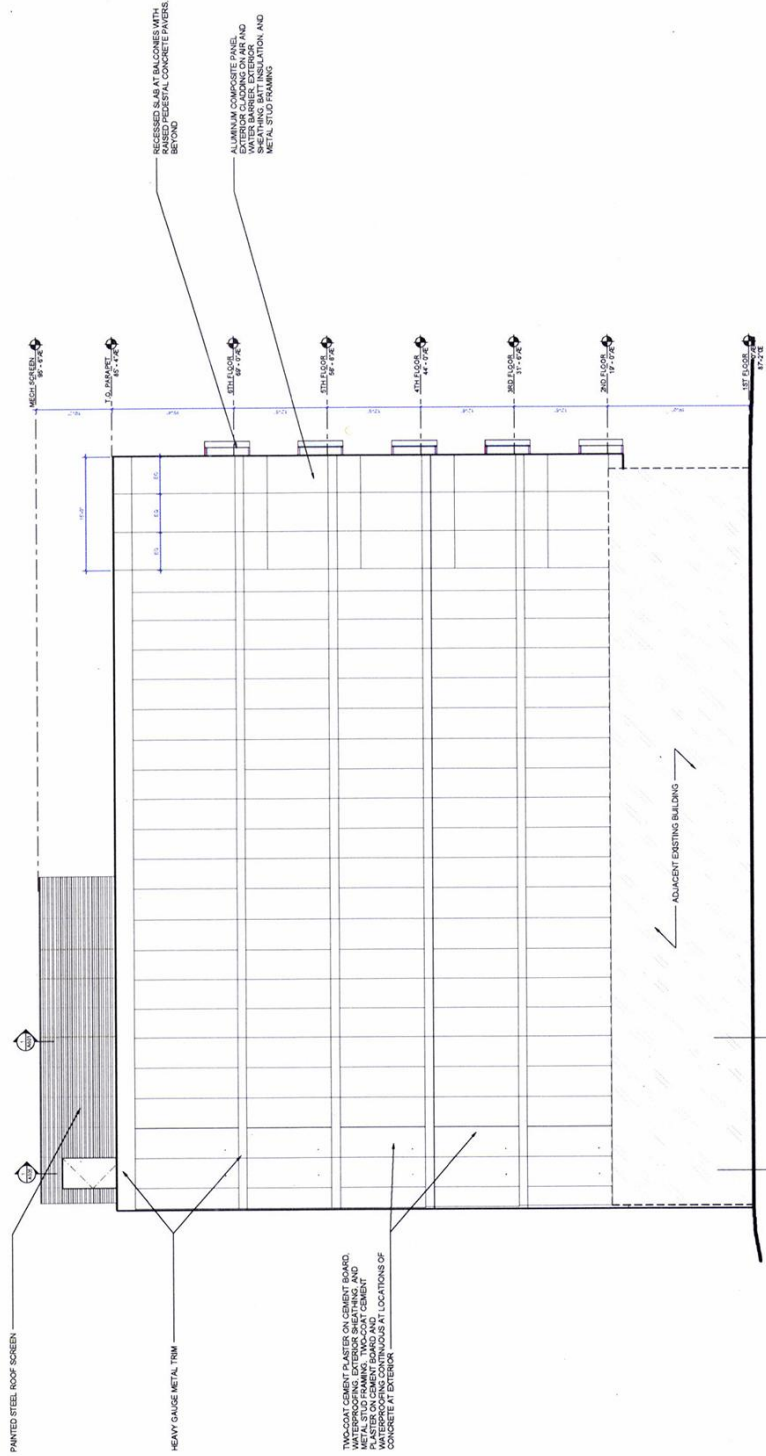 PAINTED STEEL ROOF SCREEN
HEAVY GAUGE METAL TRIM
TWO-COAT CEMENT PLASTER ON CEMENT BOARD,
WATERPROOFING, EXTERIOR SHEATHING, AND
METAL STUD FRAMING. TWO-COAT CEMENT
PLASTER ON CEMENT BOARD AND
WATERPROOFING CONTINUOUS AT LOCATIONS OF
CONCRETE AT EXTERIOR
ADJACENT EXISTING BUILDING
EQ.
EQ.
EQ.
MECH SCREEN
T.O. PARAPET
6TH FLOOR
5TH FLOOR
4TH FLOOR
3RD FLOOR
2ND FLOOR
1ST FLOOR
RECESSED SLAB AT BALCONIES WITH
RAISED PEDESTAL CONCRETE PAVERS,
BEYOND
ALUMINUM COMPOSITE PANEL
EXTERIOR CLADDING ON AIR AND
WATER BARRIER, EXTERIOR
SHEATHING, BATT INSULATION, AND
METAL STUD FRAMING